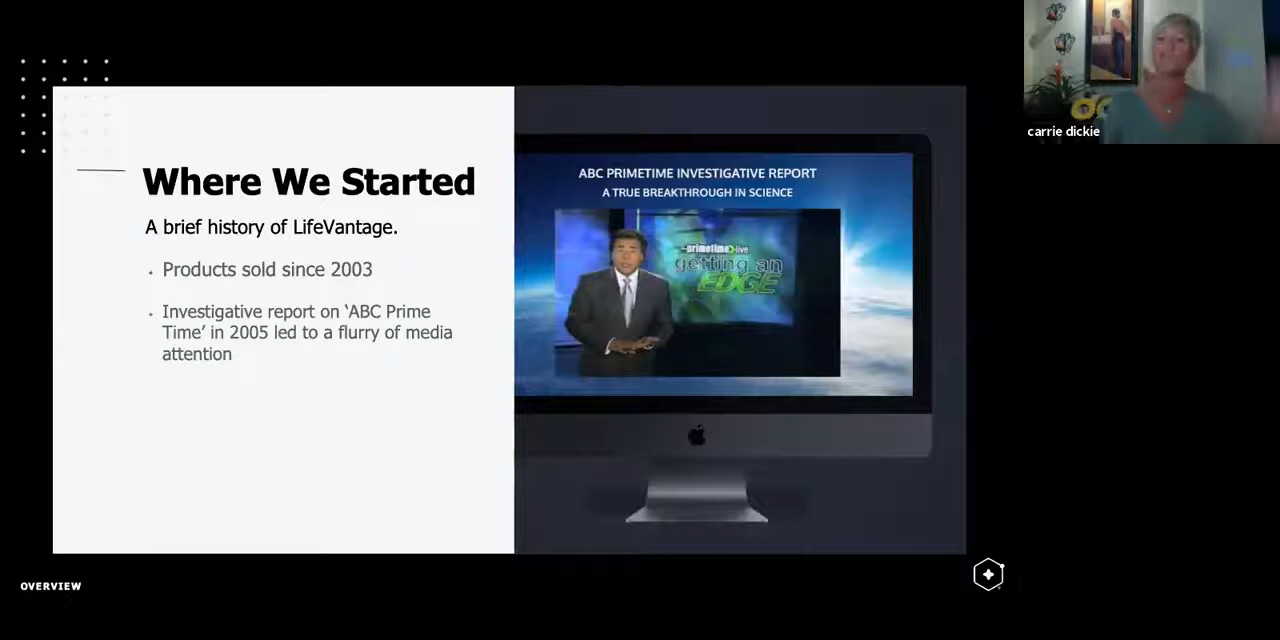 Where We Started
A brief history of LifeVantage.
Products sold since 2003
Investigative report on ‘ABC Prime
Time’ in 2005 led to a flurry of media
attention
ABC PRIMETIME INVESTIGATIVE REPORT
A TRUE BREAKTHROUGH IN SCIENCE
primetime live
getting an
EDGE
carrie dickie
OVERVIEW